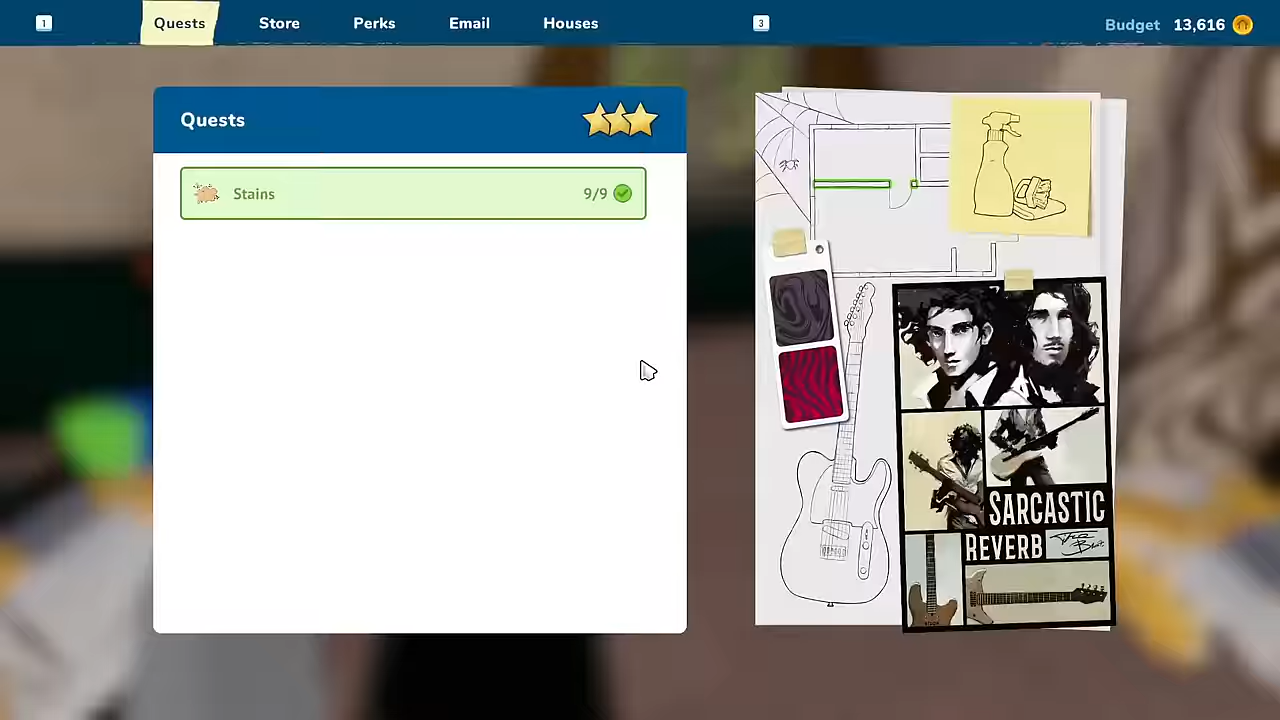 1 Quests Store Perks Email Houses 3 Budget 13,616
Quests
Stains 9/9
SARCASTIC
REVERB